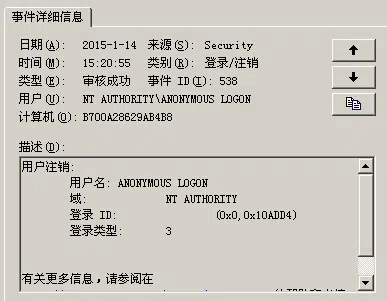 事件详细信息
日期(A): 2015-1-14 来源(S): Security
时间(M): 15:20:55 类别(R): 登录/注销
类型(E): 审核成功 事件 ID(I): 538
用户(U): NT AUTHORITY\ANONYMOUS LOGON
计算机(O): B700A28629AB4B8
描述(D):
用户注销:
用户名: ANONYMOUS LOGON
域: NT AUTHORITY
登录 ID: (0x0,0x10ADD4)
登录类型: 3
有关更多信息，请参阅在